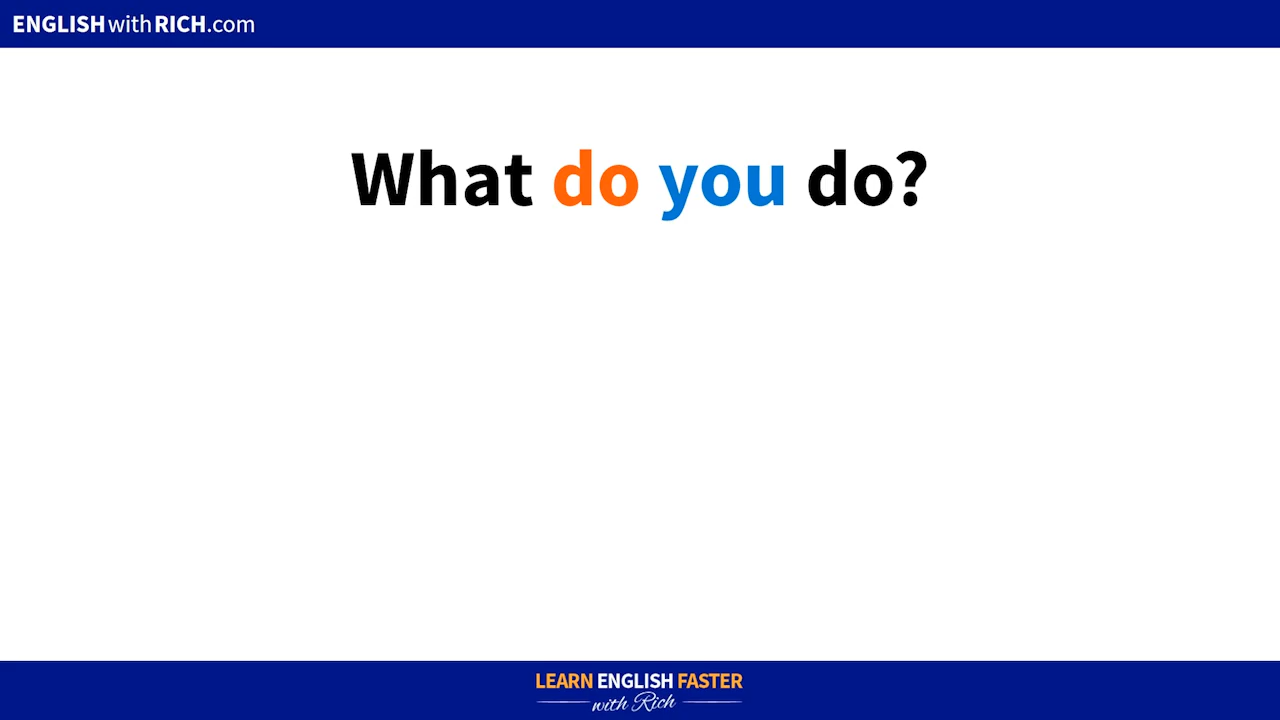 ENGLISHwithRICH.com
What do you do?
LEARN ENGLISH FASTER
with Rich